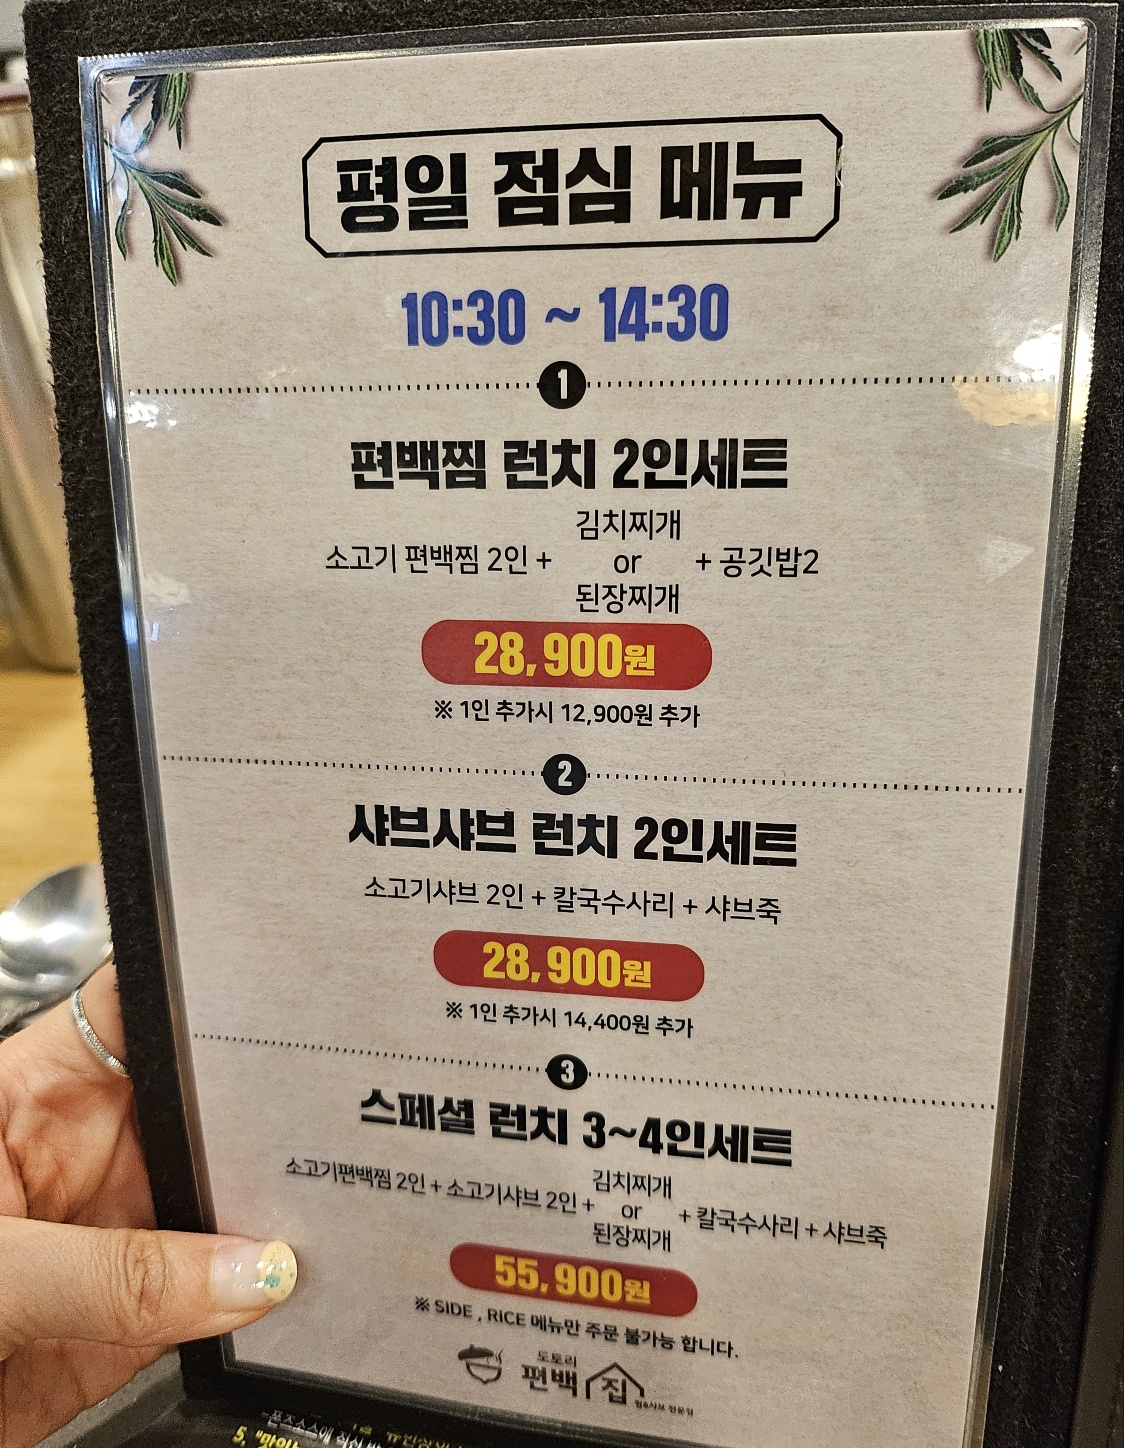 평일 점심 메뉴
10:30 ~ 14:30
1
편백찜 런치 2인세트
김치찌개
소고기 편백찜 2인 + or + 공깃밥2
된장찌개
28,900원
※ 1인 추가시 12,900원 추가
2
샤브샤브 런치 2인세트
소고기샤브 2인 + 칼국수사리 + 샤브죽
28,900원
※ 1인 추가시 14,400원 추가
3
스페셜 런치 3~4인세트
김치찌개
소고기편백찜 2인 + 소고기샤브 2인 + or + 칼국수사리 + 샤브죽
된장찌개
55,900원
※ SIDE , RICE 메뉴만 주문 불가능 합니다.
도토리
편백집
5.